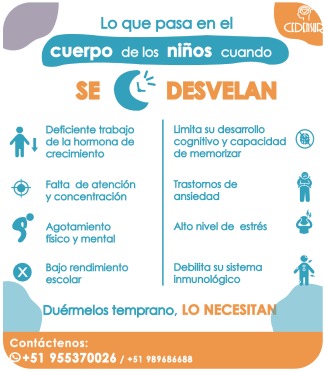 CEDENSUR
Lo que pasa en el
cuerpo de los niños cuando
SE DESVELAN
Deficiente trabajo
de la hormona de
crecimiento
Falta de atención
y concentración
Agotamiento
físico y mental
Bajo rendimiento
escolar
Limita su desarrollo
cognitivo y capacidad
de memorizar
Trastornos de
ansiedad
Alto nivel de estrés
Debilita su sistema
inmunológico
Duérmelos temprano, LO NECESITAN
Contáctenos:
+51 955370026 / +51 989686688